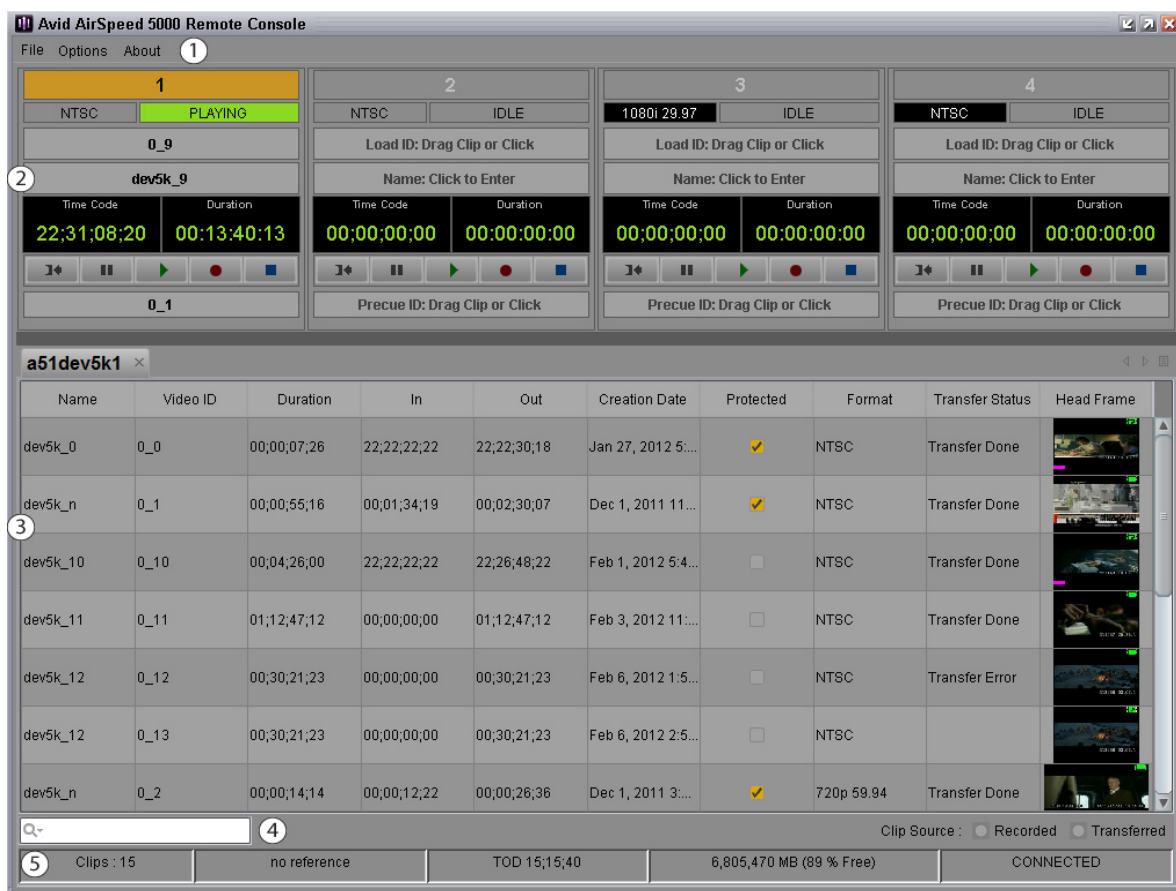 Avid AirSpeed 5000 Remote Console
File Options About 1
1 2 3 4
NTSC PLAYING NTSC IDLE 1080i 29.97 IDLE NTSC IDLE
0_9 Load ID: Drag Clip or Click Load ID: Drag Clip or Click Load ID: Drag Clip or Click
2 dev5k_9 Name: Click to Enter Name: Click to Enter Name: Click to Enter
Time Code Duration Time Code Duration Time Code Duration Time Code Duration
22;31;08;20 00:13:40:13 00;00;00;00 00:00:00:00 00;00;00;00 00:00:00:00 00;00;00;00 00:00:00:00
0_1 Precue ID: Drag Clip or Click Precue ID: Drag Clip or Click Precue ID: Drag Clip or Click
a51dev5k1
Name Video ID Duration In Out Creation Date Protected Format Transfer Status Head Frame
dev5k_0 0_0 00;00;07;26 22;22;22;22 22;22;30;18 Jan 27, 2012 5:... NTSC Transfer Done
dev5k_n 0_1 00;00;55;16 00;01;34;19 00;02;30;07 Dec 1, 2011 11... NTSC Transfer Done
3
dev5k_10 0_10 00;04;26;00 22;22;22;22 22;26;48;22 Feb 1, 2012 5:4... NTSC Transfer Done
dev5k_11 0_11 01;12;47;12 00;00;00;00 01;12;47;12 Feb 3, 2012 11:... NTSC Transfer Done
dev5k_12 0_12 00;30;21;23 00;00;00;00 00;30;21;23 Feb 6, 2012 1:5... NTSC Transfer Error
dev5k_12 0_13 00;30;21;23 00;00;00;00 00;30;21;23 Feb 6, 2012 2:5... NTSC
dev5k_n 0_2 00;00;14;14 00;00;12;22 00;00;26;36 Dec 1, 2011 3:... 720p 59.94 Transfer Done
4 Clip Source : Recorded Transferred
5 Clips : 15 no reference TOD 15;15;40 6,805,470 MB (89 % Free) CONNECTED